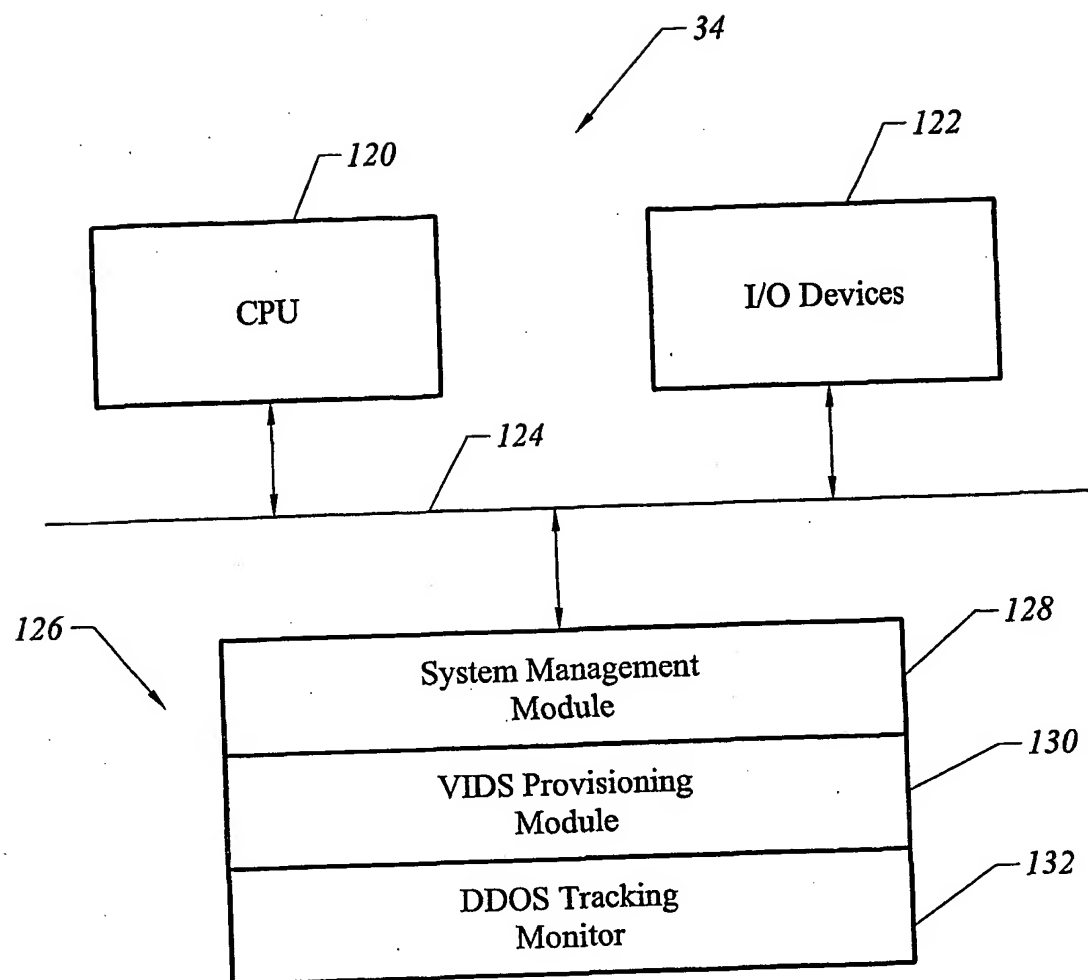 34
120
122
CPU
I/O Devices
124
126
128
System Management
Module
130
VIDS Provisioning
Module
132
DDOS Tracking
Monitor